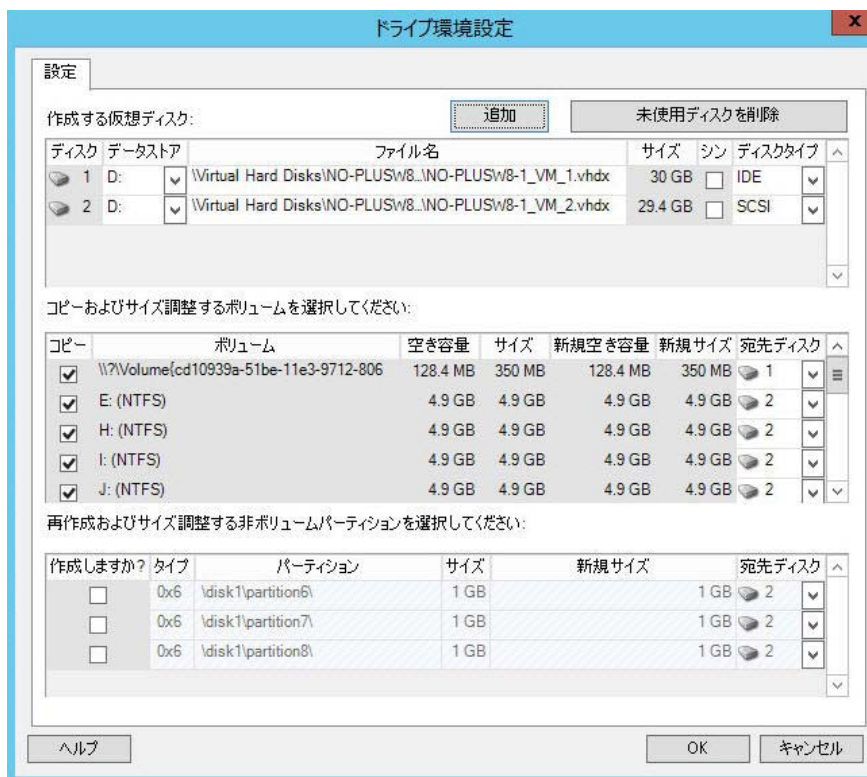 ドライブ環境設定
x
設定
作成する仮想ディスク:
追加
未使用ディスクを削除
ディスク データストア ファイル名 サイズ シン ディスクタイプ
1 D: \Virtual Hard Disks\NO-PLUSW8...\NO-PLUSW8-1_VM_1.vhdx 30 GB IDE
2 D: \Virtual Hard Disks\NO-PLUSW8...\NO-PLUSW8-1_VM_2.vhdx 29.4 GB SCSI
コピーおよびサイズ調整するボリュームを選択してください:
コピー ボリューム 空き容量 サイズ 新規空き容量 新規サイズ 宛先ディスク
\\?\Volume{cd10939a-51be-11e3-9712-806 128.4 MB 350 MB 128.4 MB 350 MB 1
E: (NTFS) 4.9 GB 4.9 GB 4.9 GB 4.9 GB 2
H: (NTFS) 4.9 GB 4.9 GB 4.9 GB 4.9 GB 2
I: (NTFS) 4.9 GB 4.9 GB 4.9 GB 4.9 GB 2
J: (NTFS) 4.9 GB 4.9 GB 4.9 GB 4.9 GB 2
再作成およびサイズ調整する非ボリュームパーティションを選択してください:
作成しますか? タイプ パーティション サイズ 新規サイズ 宛先ディスク
0x6 \disk1\partition6\ 1 GB 1 GB 2
0x6 \disk1\partition7\ 1 GB 1 GB 2
0x6 \disk1\partition8\ 1 GB 1 GB 2
ヘルプ
OK
キャンセル